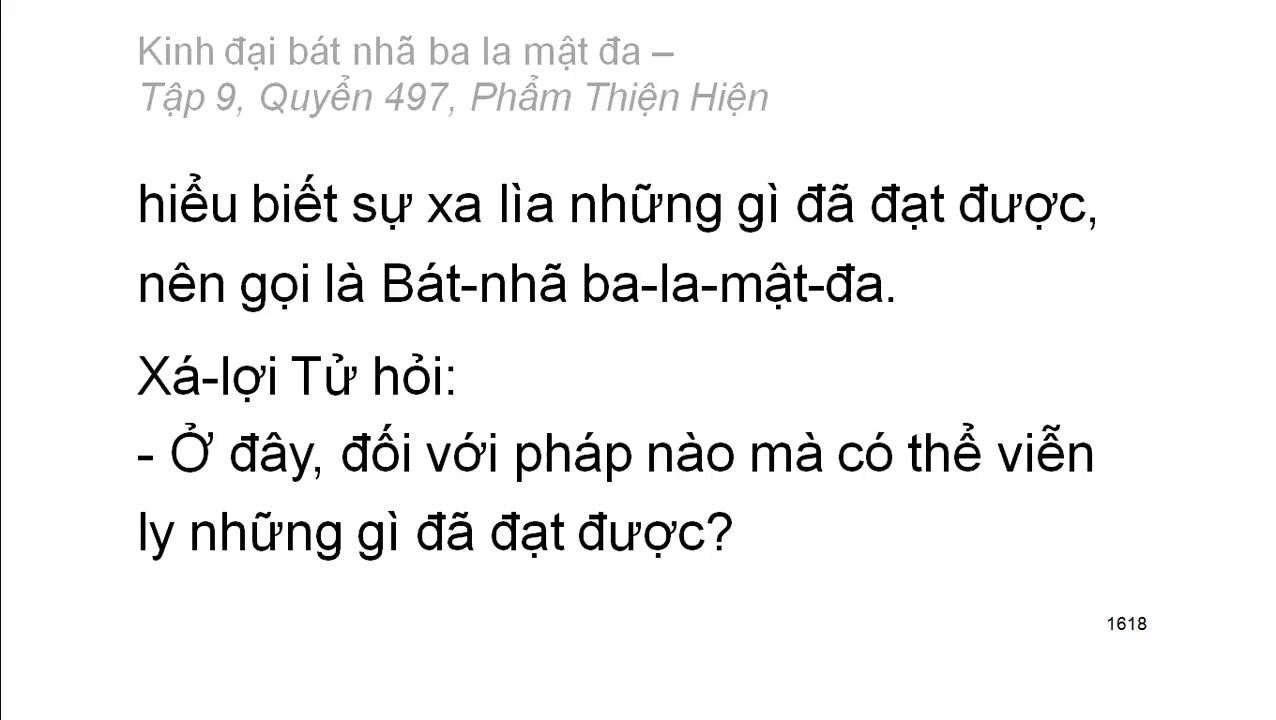 Kinh đại bát nhã ba la mật đa –
Tập 9, Quyển 497, Phẩm Thiện Hiện
hiểu biết sự xa lìa những gì đã đạt được,
nên gọi là Bát-nhã ba-la-mật-đa.
Xá-lợi Tử hỏi:
- Ở đây, đối với pháp nào mà có thể viễn
ly những gì đã đạt được?
1618